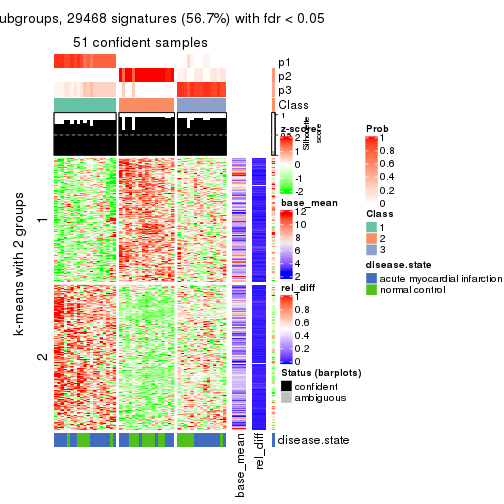 ubgroups, 29468 signatures (56.7%) with fdr < 0.05
51 confident samples
p1
p2
p3
Class
1
0
Silhouette
score
k-means with 2 groups
1
2
disease.state
base_mean
rel_diff
z-score
2
1
0
-1
-2
base_mean
12
10
8
6
4
2
rel_diff
1
0.8
0.6
0.4
0.2
0
Status (barplots)
confident
ambiguous
Prob
1
0.8
0.6
0.4
0.2
0
Class
1
2
3
disease.state
acute myocardial infarction
normal control